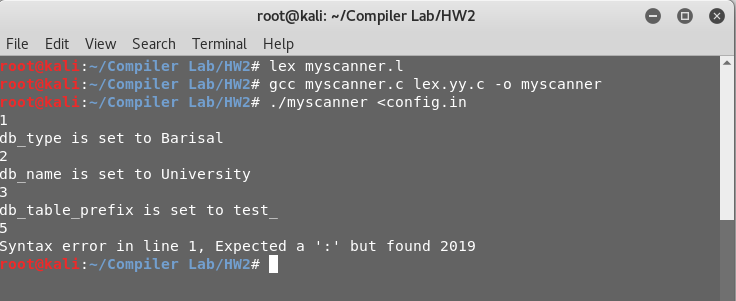 root@kali: ~/Compiler Lab/HW2
File Edit View Search Terminal Help
root@kali:~/Compiler Lab/HW2# lex myscanner.l
root@kali:~/Compiler Lab/HW2# gcc myscanner.c lex.yy.c -o myscanner
root@kali:~/Compiler Lab/HW2# ./myscanner <config.in
1
db_type is set to Barisal
2
db_name is set to University
3
db_table_prefix is set to test_
5
Syntax error in line 1, Expected a ':' but found 2019
root@kali:~/Compiler Lab/HW2#